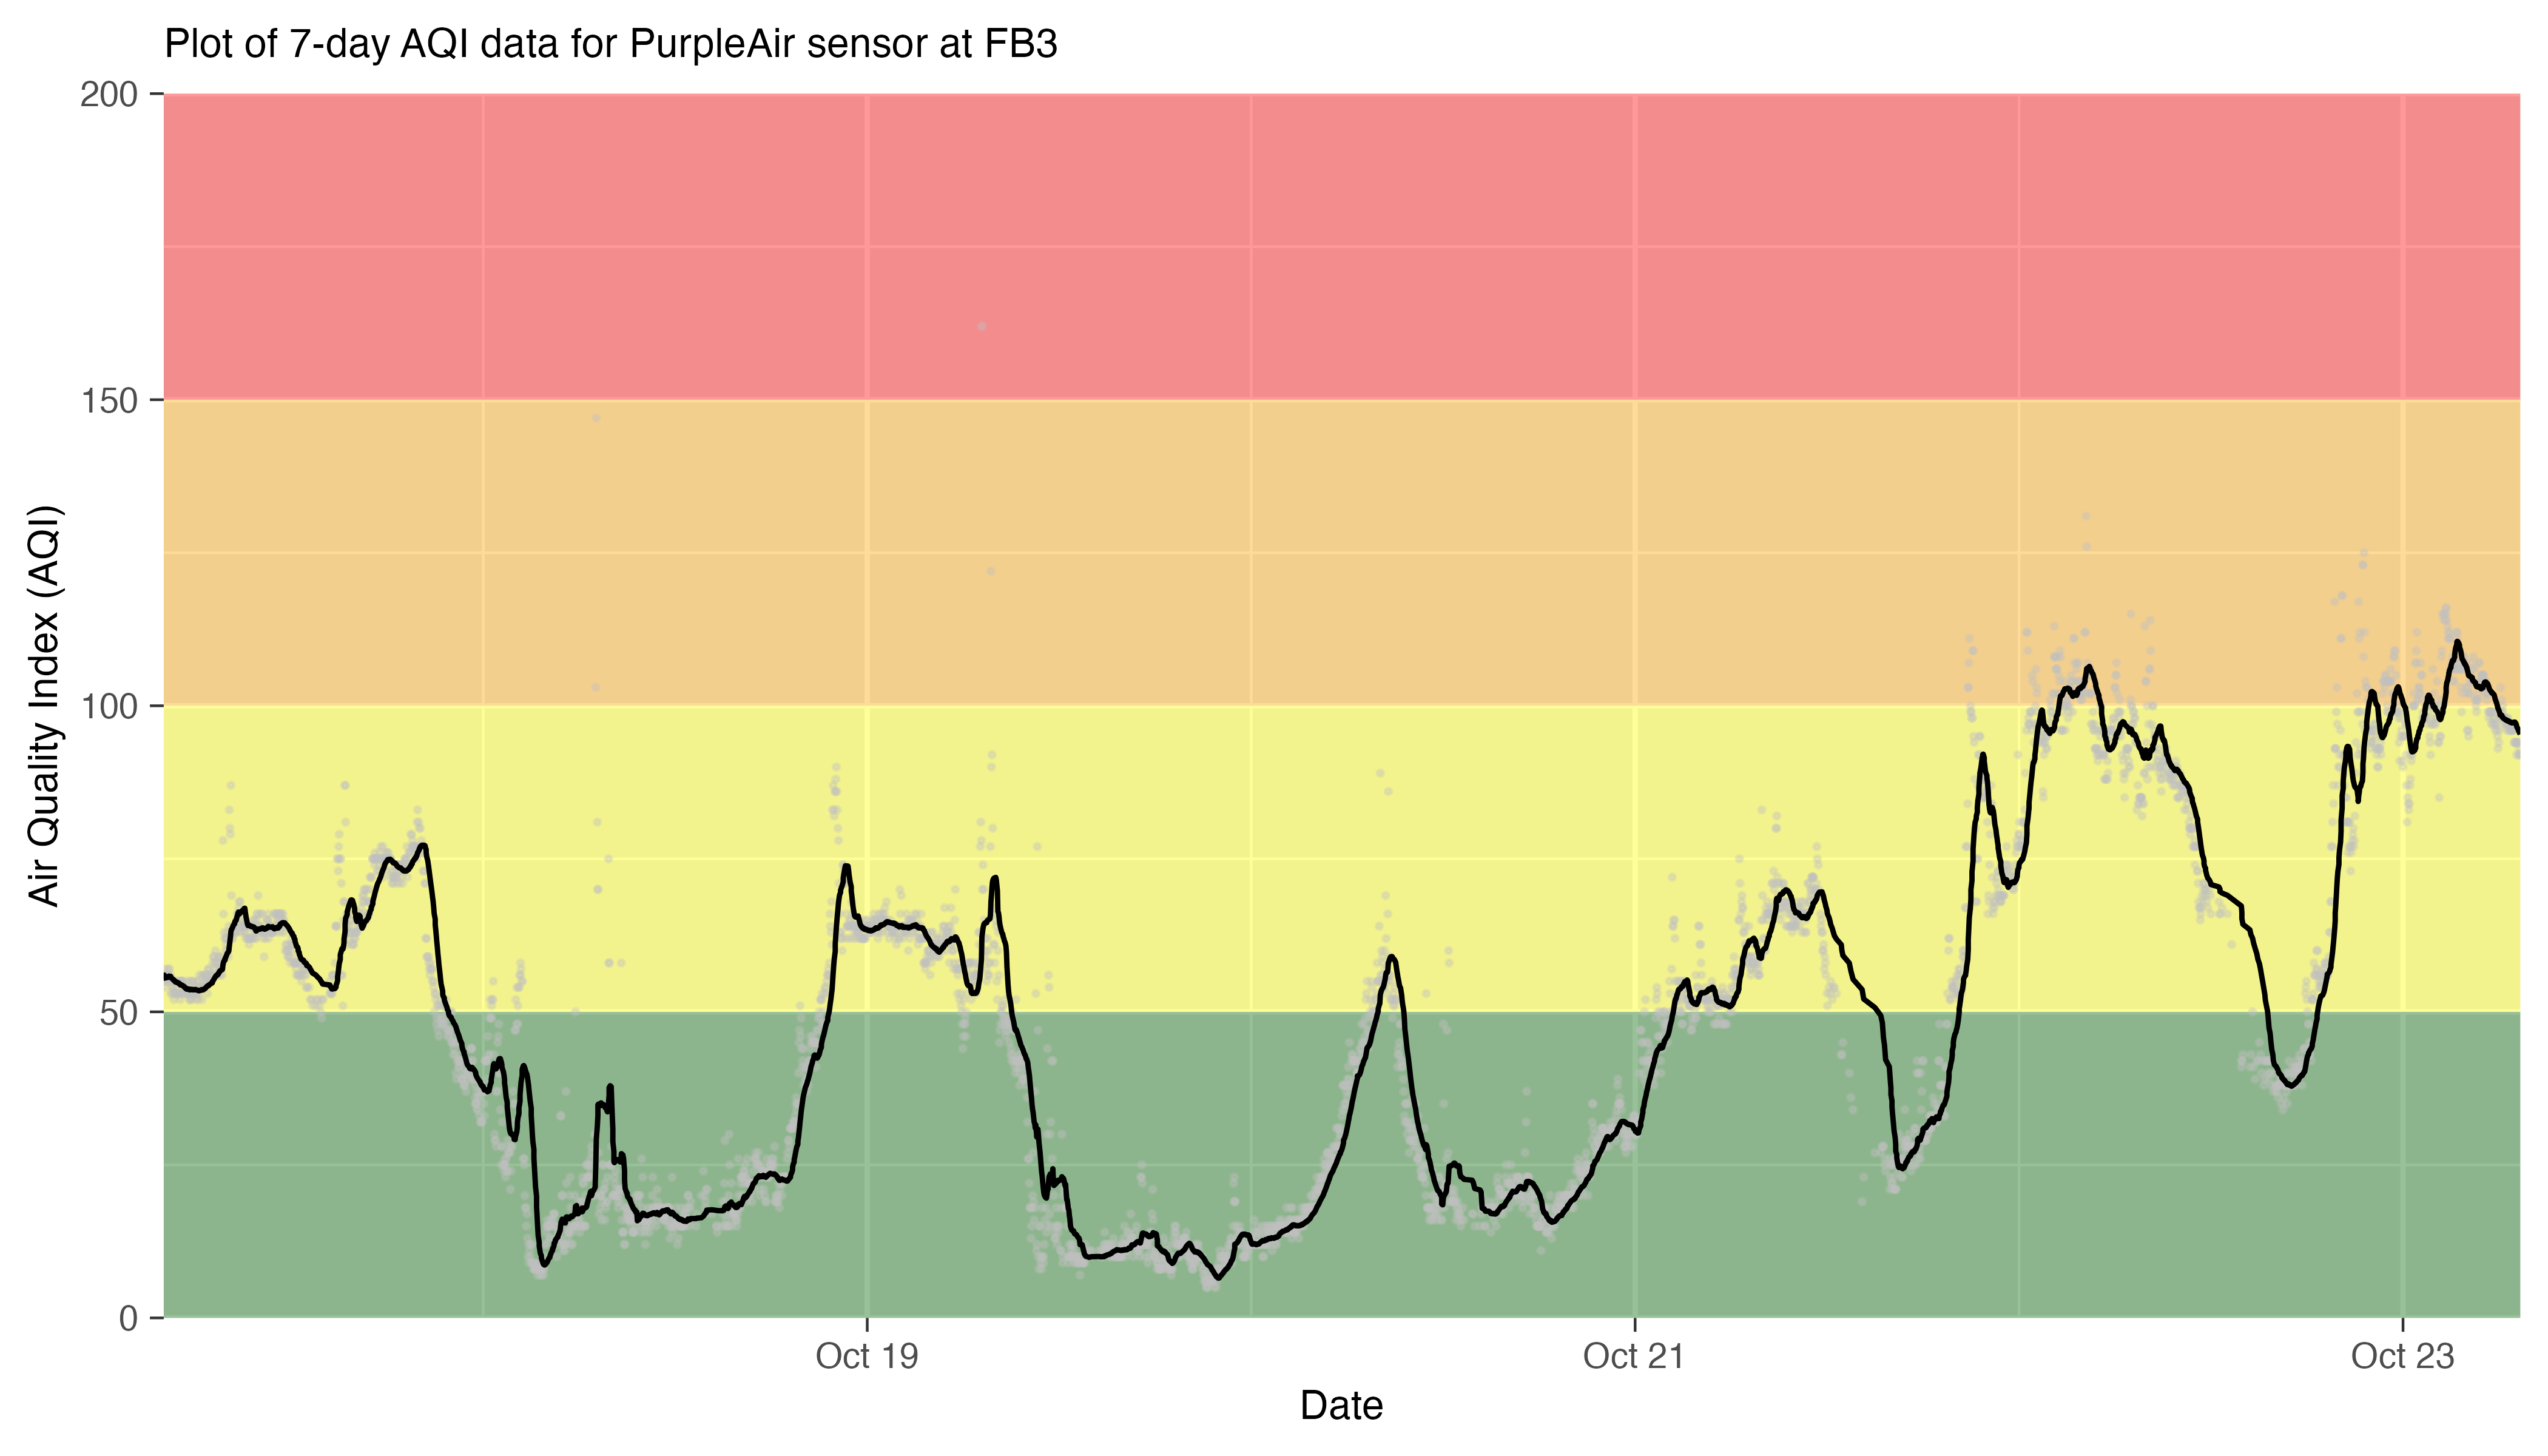 Plot of 7-day AQI data for PurpleAir sensor at FB3
200
150
100
50
0
Air Quality Index (AQI)
Oct 19
Oct 21
Oct 23
Date